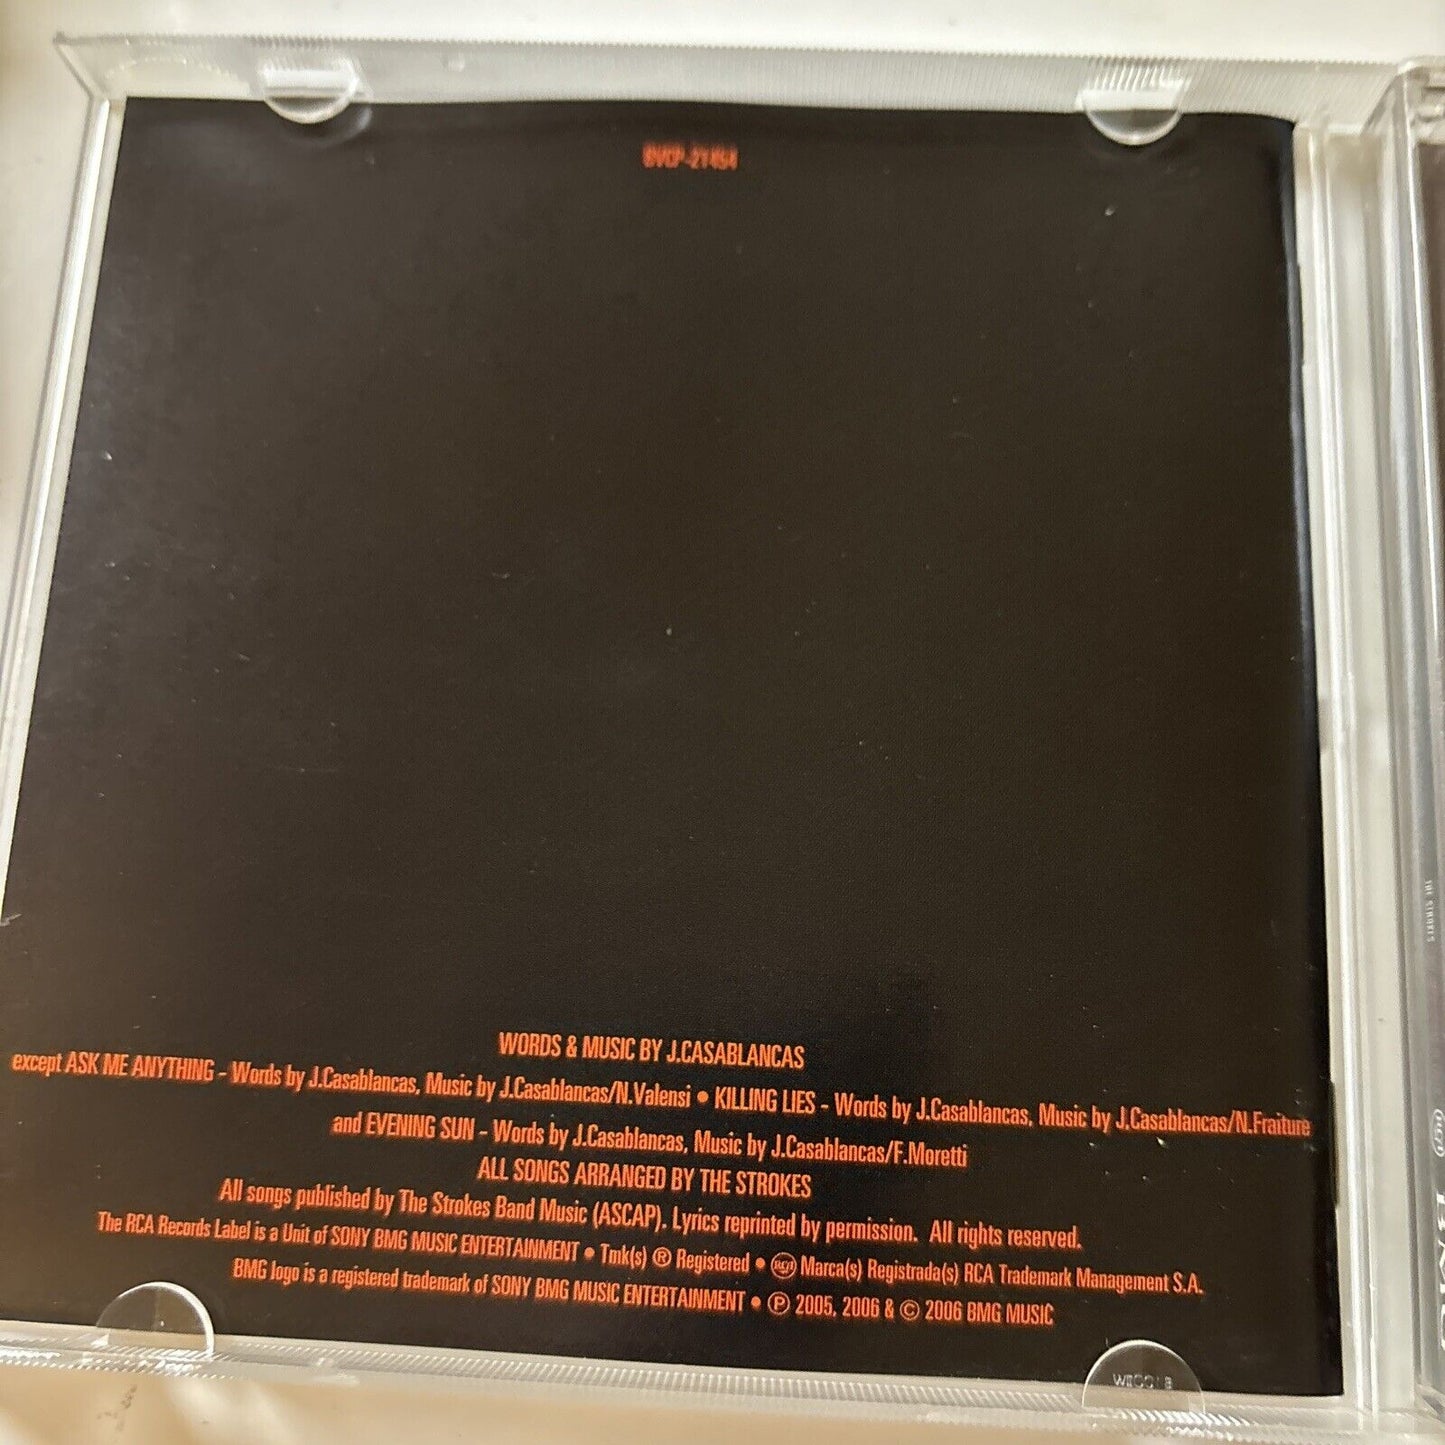 BVCP-21454
WORDS & MUSIC BY J.CASABLANCAS
except ASK ME ANYTHING - Words by J.Casablancas, Music by J.Casablancas/N.Valensi • KILLING LIES - Words by J.Casablancas, Music by J.Casablancas/N.Fraiture
and EVENING SUN - Words by J.Casablancas, Music by J.Casablancas/F.Moretti
ALL SONGS ARRANGED BY THE STROKES
All songs published by The Strokes Band Music (ASCAP). Lyrics reprinted by permission. All rights reserved.
The RCA Records Label is a Unit of SONY BMG MUSIC ENTERTAINMENT • Tmk(s) ® Registered • RCA Marca(s) Registrada(s) RCA Trademark Management S.A.
BMG logo is a registered trademark of SONY BMG MUSIC ENTERTAINMENT • ℗ 2005, 2006 & © 2006 BMG MUSIC
THE STROKES